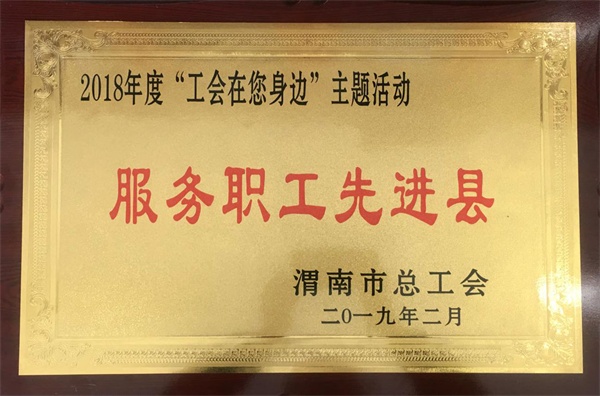 2018年度“工会在您身边”主题活动
服务职工先进县
渭南市总工会
二〇一九年二月